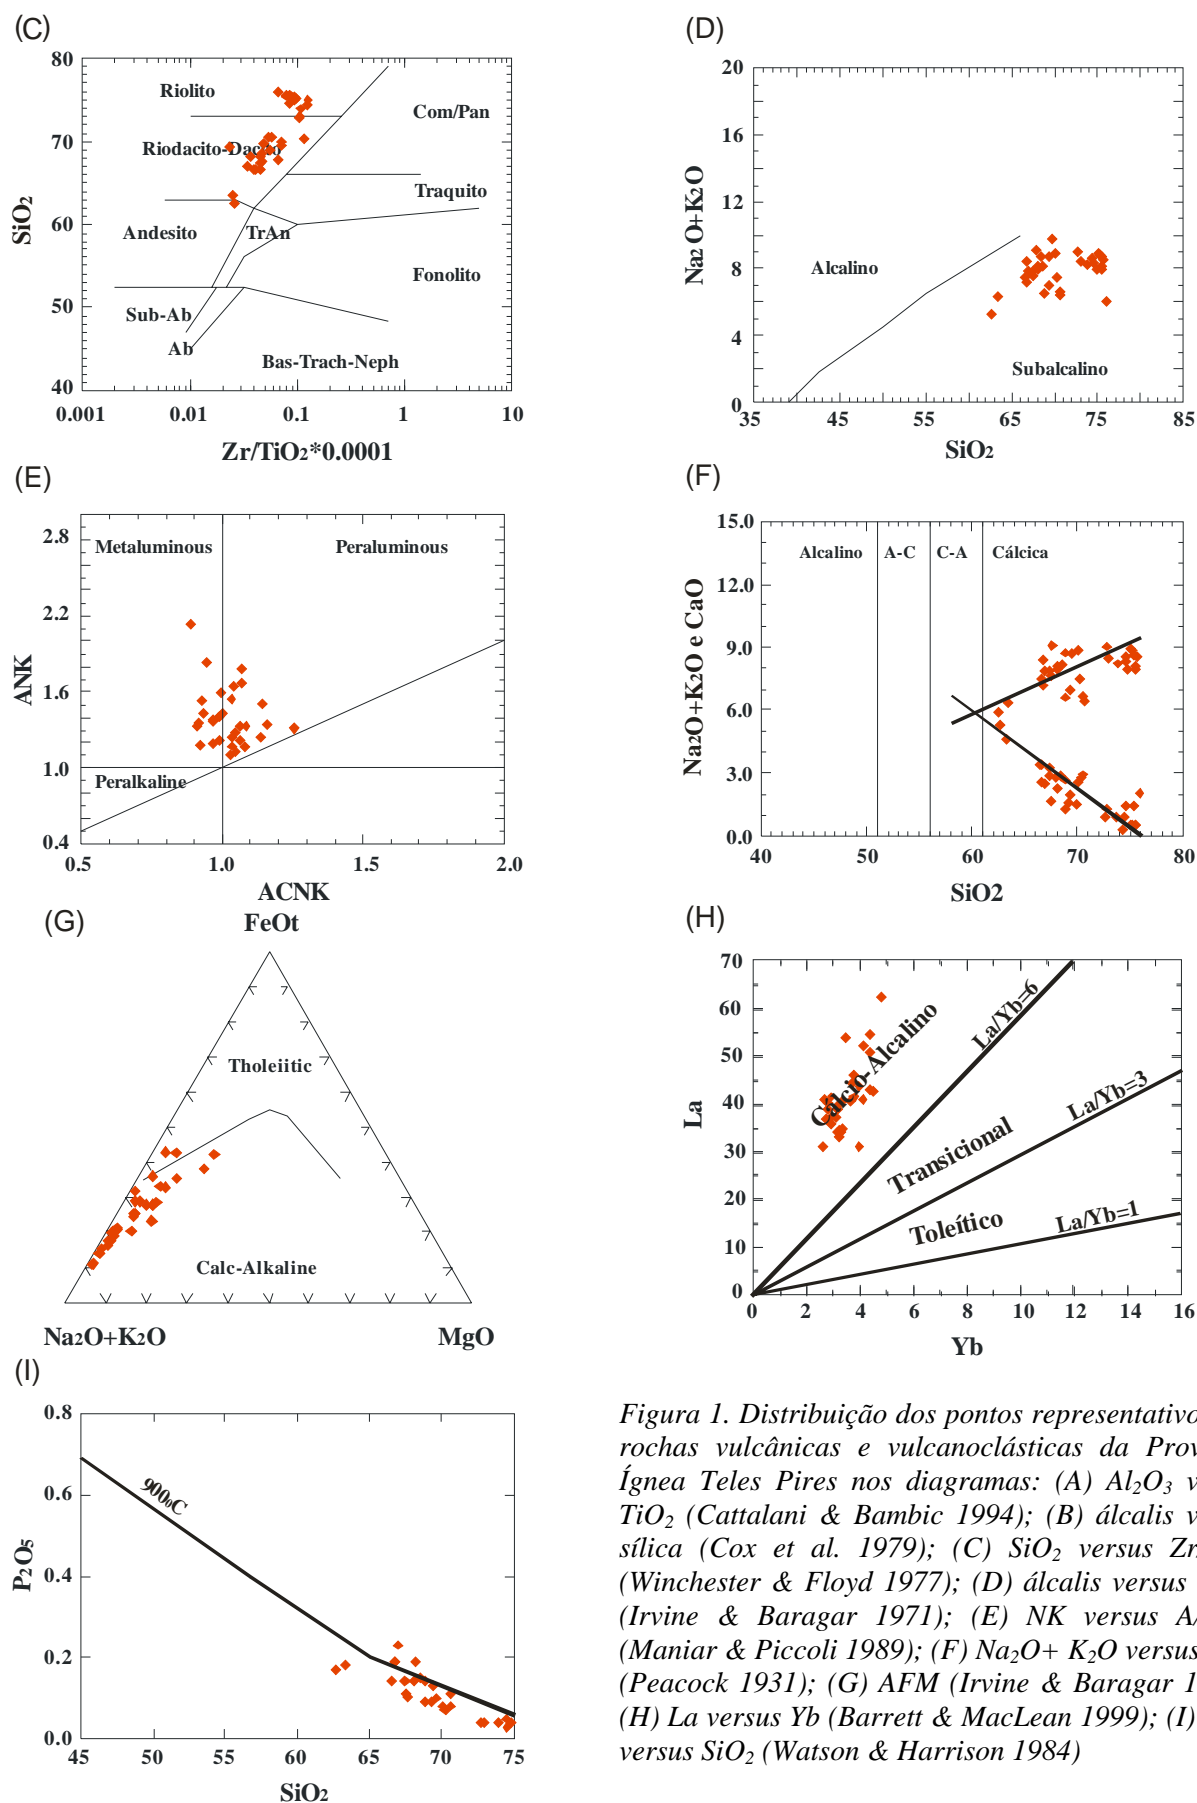 (C)
80
70
60
50
40
SiO2
Riolito
Com/Pan
Riodacito-Dacito
Traquito
Andesito
TrAn
Fonolito
Sub-Ab
Ab
Bas-Trach-Neph
0.001
0.01
0.1
1
10
Zr/TiO2*0.0001
(D)
20
16
12
8
4
0
Na2O+K2O
Alcalino
Subalcalino
35
45
55
65
75
85
SiO2
(E)
2.8
2.2
1.6
1.0
0.4
ANK
Metaluminous
Peraluminous
Peralkaline
0.5
1.0
1.5
2.0
ACNK
(F)
15.0
12.0
9.0
6.0
3.0
0.0
Na2O+K2O e CaO
Alcalino
A-C
C-A
Cálcica
40
50
60
70
80
SiO2
(G)
FeOt
Tholeiitic
Calc-Alkaline
Na2O+K2O
MgO
(H)
70
60
50
40
30
20
10
0
La
Cálcio-Alcalino
La/Yb=6
Transicional
La/Yb=3
Toleítico
La/Yb=1
0
2
4
6
8
10
12
14
16
Yb
(I)
0.8
0.6
0.4
0.2
0.0
P2O5
900oC
45
50
55
60
65
70
75
SiO2
Figura 1. Distribuição dos pontos representativo
rochas vulcânicas e vulcanoclásticas da Prov
Ígnea Teles Pires nos diagramas: (A) Al2O3 v
TiO2 (Cattalani & Bambic 1994); (B) álcalis v
sílica (Cox et al. 1979); (C) SiO2 versus Zr
(Winchester & Floyd 1977); (D) álcalis versus
(Irvine & Baragar 1971); (E) NK versus A/
(Maniar & Piccoli 1989); (F) Na2O+ K2O versus
(Peacock 1931); (G) AFM (Irvine & Baragar 1
(H) La versus Yb (Barrett & MacLean 1999); (I)
versus SiO2 (Watson & Harrison 1984)